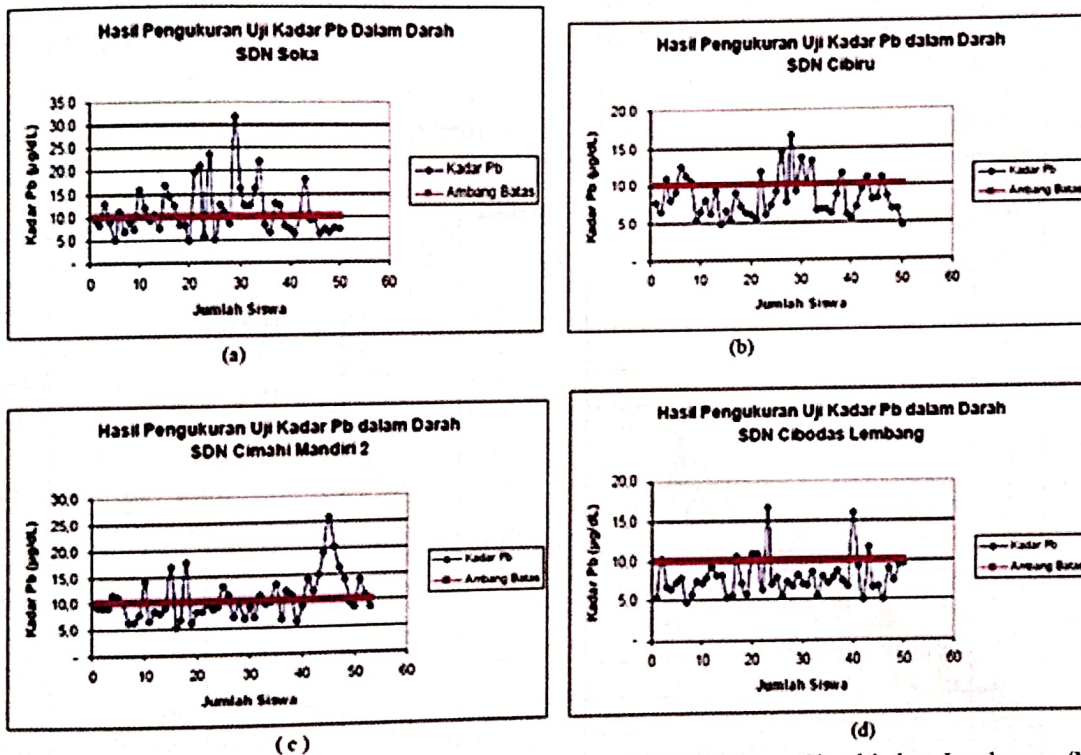 Hasil Pengukuran Uji Kadar Pb Dalam Darah
SDN Soka
Kadar Pb (µg/dL)
35.0
30.0
25.0
20.0
15.0
10.0
5.0
-
0 10 20 30 40 50 60
Jumlah Siswa
Kadar Pb
Ambang Batas
(a)
Hasil Pengukuran Uji Kadar Pb dalam Darah
SDN Cibiru
Kadar Pb (µg/dL)
20.0
15.0
10.0
5.0
-
0 10 20 30 40 50 60
Jumlah Siswa
Kadar Pb
Ambang Batas
(b)
Hasil Pengukuran Uji Kadar Pb dalam Darah
SDN Cimahi Mandiri 2
Kadar Pb (µg/dL)
30.0
25.0
20.0
15.0
10.0
5.0
-
0 10 20 30 40 50 60
Jumlah Siswa
Kadar Pb
Ambang Batas
(c)
Hasil Pengukuran Uji Kadar Pb dalam Darah
SDN Cibodas Lembang
Kadar Pb (µg/dL)
20.0
15.0
10.0
5.0
-
0 10 20 30 40 50 60
Jumlah Siswa
Kadar Pb
Ambang Batas
(d)